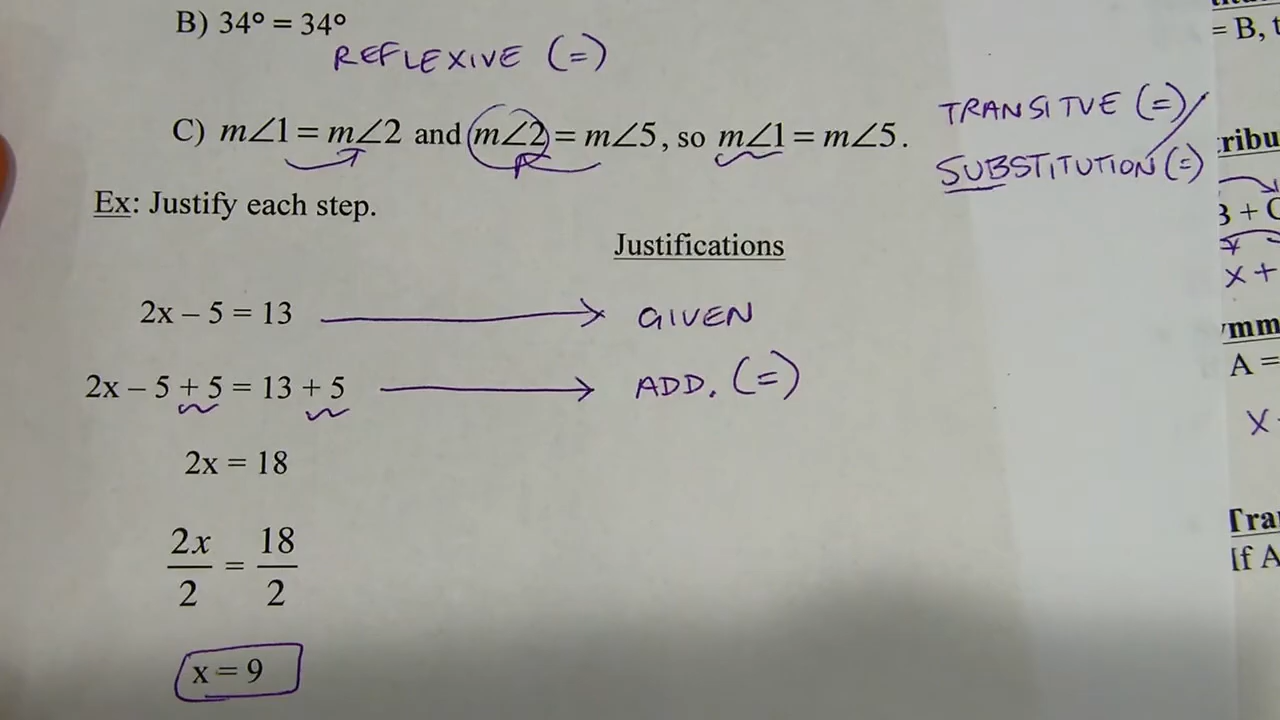 B) 34° = 34°
REFLEXIVE (=)
C) m∠1 = m∠2 and m∠2 = m∠5, so m∠1 = m∠5.
TRANSITVE (=)/
SUBSTITUTION (=)
Ex: Justify each step.
Justifications
2x – 5 = 13
GIVEN
2x – 5 + 5 = 13 + 5
ADD. (=)
2x = 18
2x/2 = 18/2
x = 9
= B, t
ribu
B + C
x +
ymm
A =
x
Tra
If A